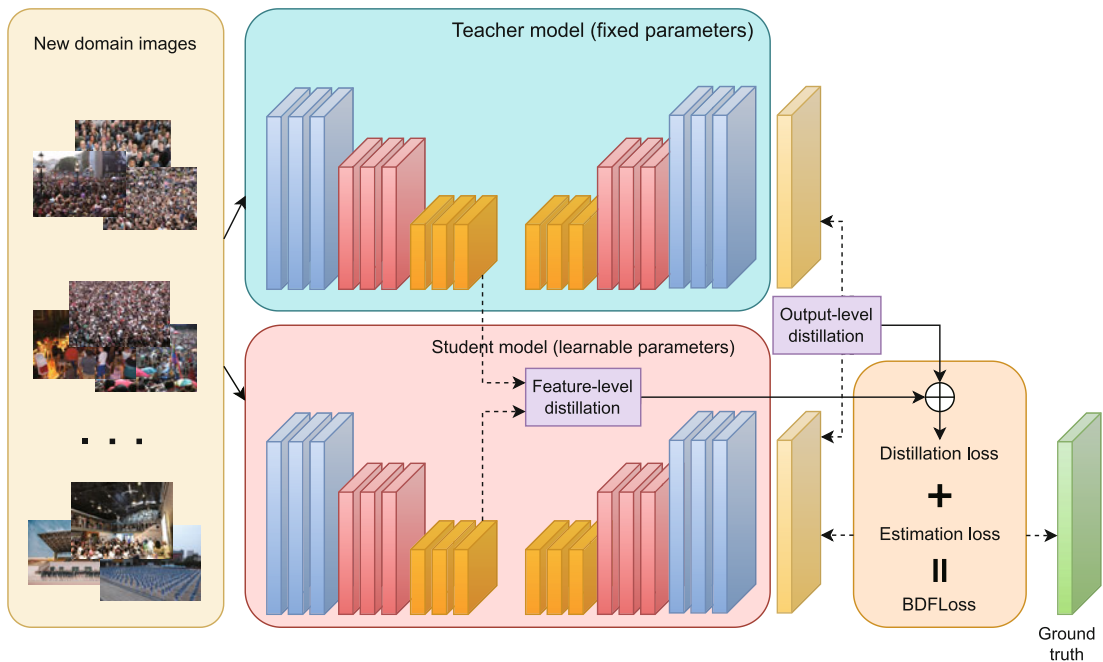 New domain images
Teacher model (fixed parameters)
Output-level
distillation
Student model (learnable parameters)
Feature-level
distillation
. . .
Distillation loss
+
Estimation loss
=
BDFLoss
Ground
truth